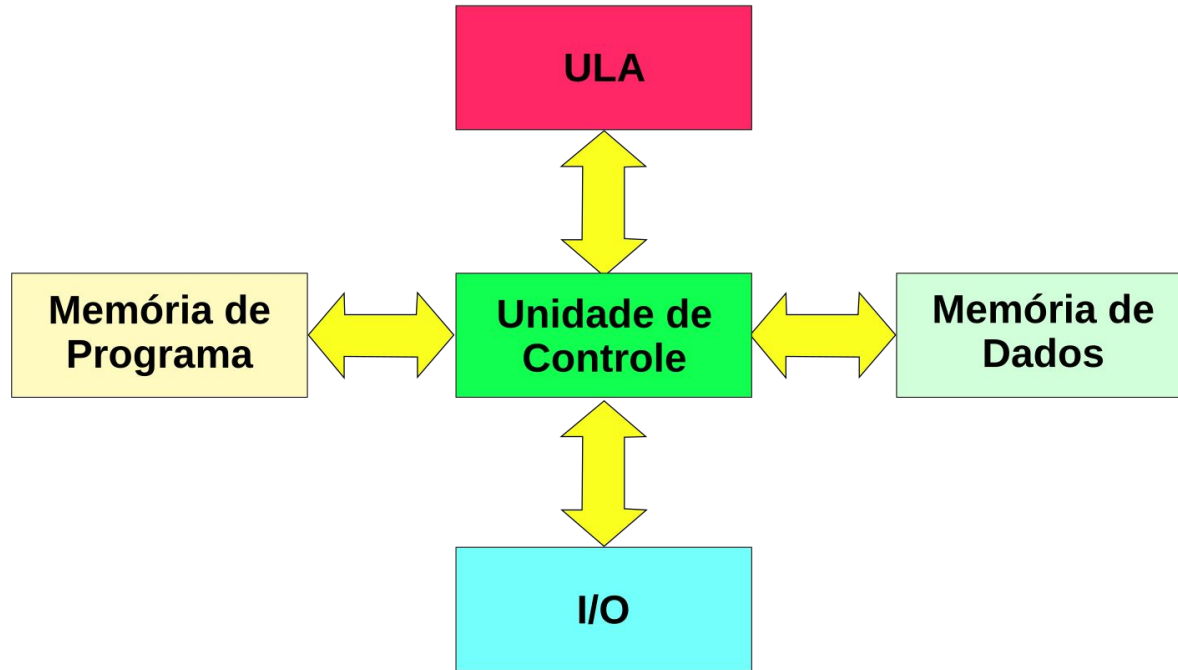 ULA
Memória de
Programa
Unidade de
Controle
Memória de
Dados
I/O